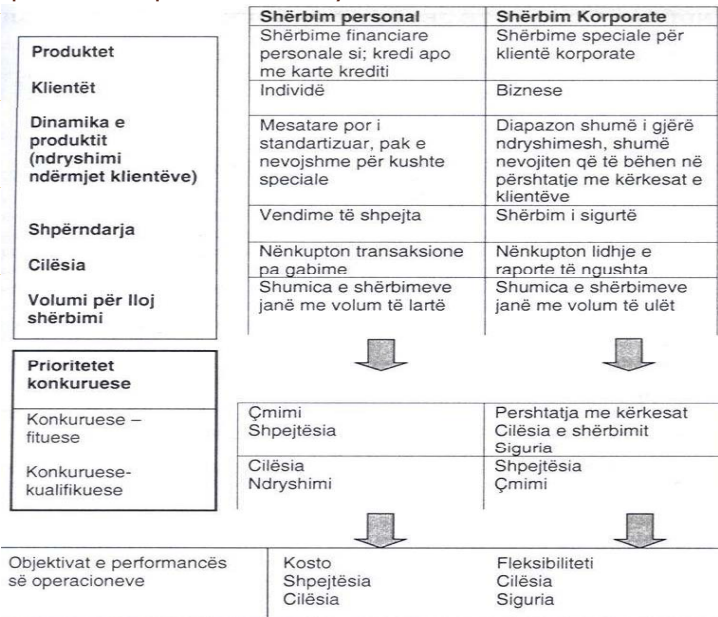 Shërbim personal
Shërbim Korporate
Produktet
Shërbime financiare
personale si; kredi apo
me karte krediti
Shërbime speciale për
klientë korporate
Klientët
Individë
Biznese
Dinamika e
produktit
(ndryshimi
ndërmjet klientëve)
Mesatare por i
standartizuar, pak e
nevojshme për kushte
speciale
Diapazon shumë i gjërë
ndryshimesh, shumë
nevojiten që të bëhen në
përshtatje me kërkesat e
klientëve
Shpërndarja
Vendime të shpejta
Shërbim i sigurtë
Cilësia
Nënkupton transaksione
pa gabime
Nënkupton lidhje e
raporte të ngushta
Volumi për lloj
shërbimi
Shumica e shërbimeve
janë me volum të lartë
Shumica e shërbimeve
janë me volum të ulët
Prioritetet
konkuruese
Konkuruese –
fituese
Çmimi
Shpejtësia
Pershtatja me kërkesat
Cilësia e shërbimit
Siguria
Konkuruese-
kualifikuese
Cilësia
Ndryshimi
Shpejtësia
Çmimi
Objektivat e performancës
së operacioneve
Kosto
Shpejtësia
Cilësia
Fleksibiliteti
Cilësia
Siguria